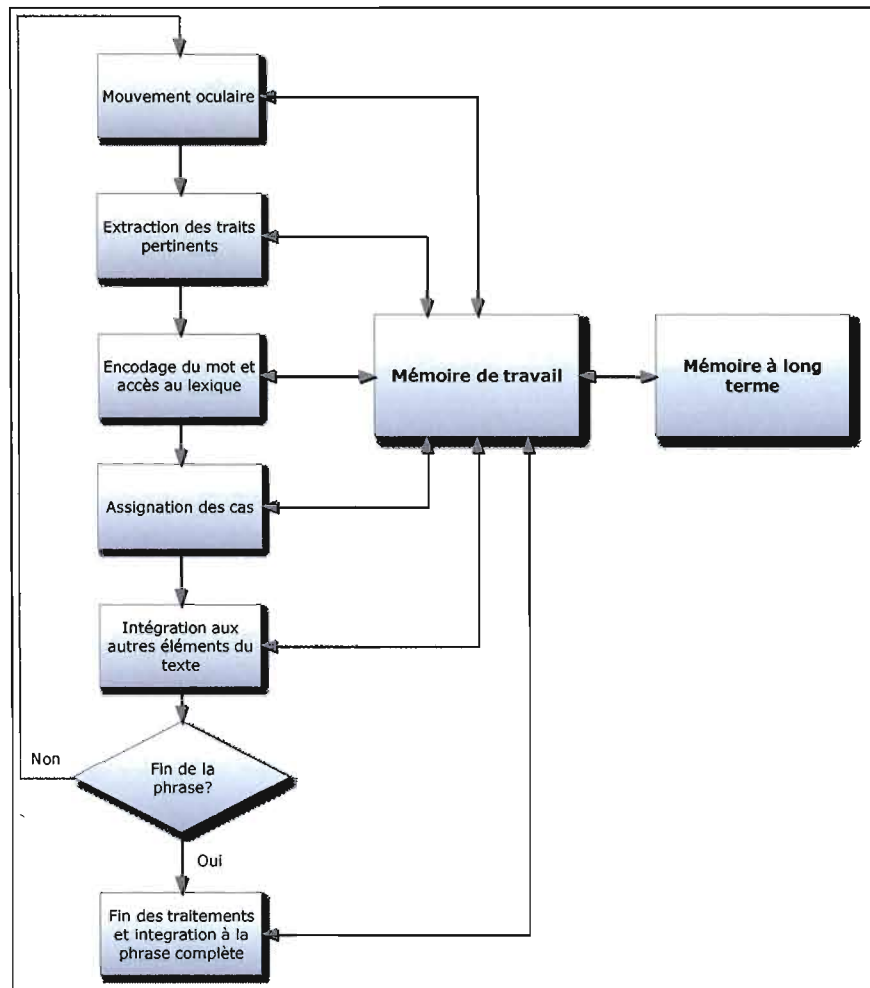 Mouvement oculaire
Extraction des traits
pertinents
Encodage du mot et
accès au lexique
Mémoire de travail
Mémoire à long
terme
Assignation des cas
Intégration aux
autres éléments du
texte
Non
Fin de la
phrase?
Oui
Fin des traitements
et integration à la
phrase complète